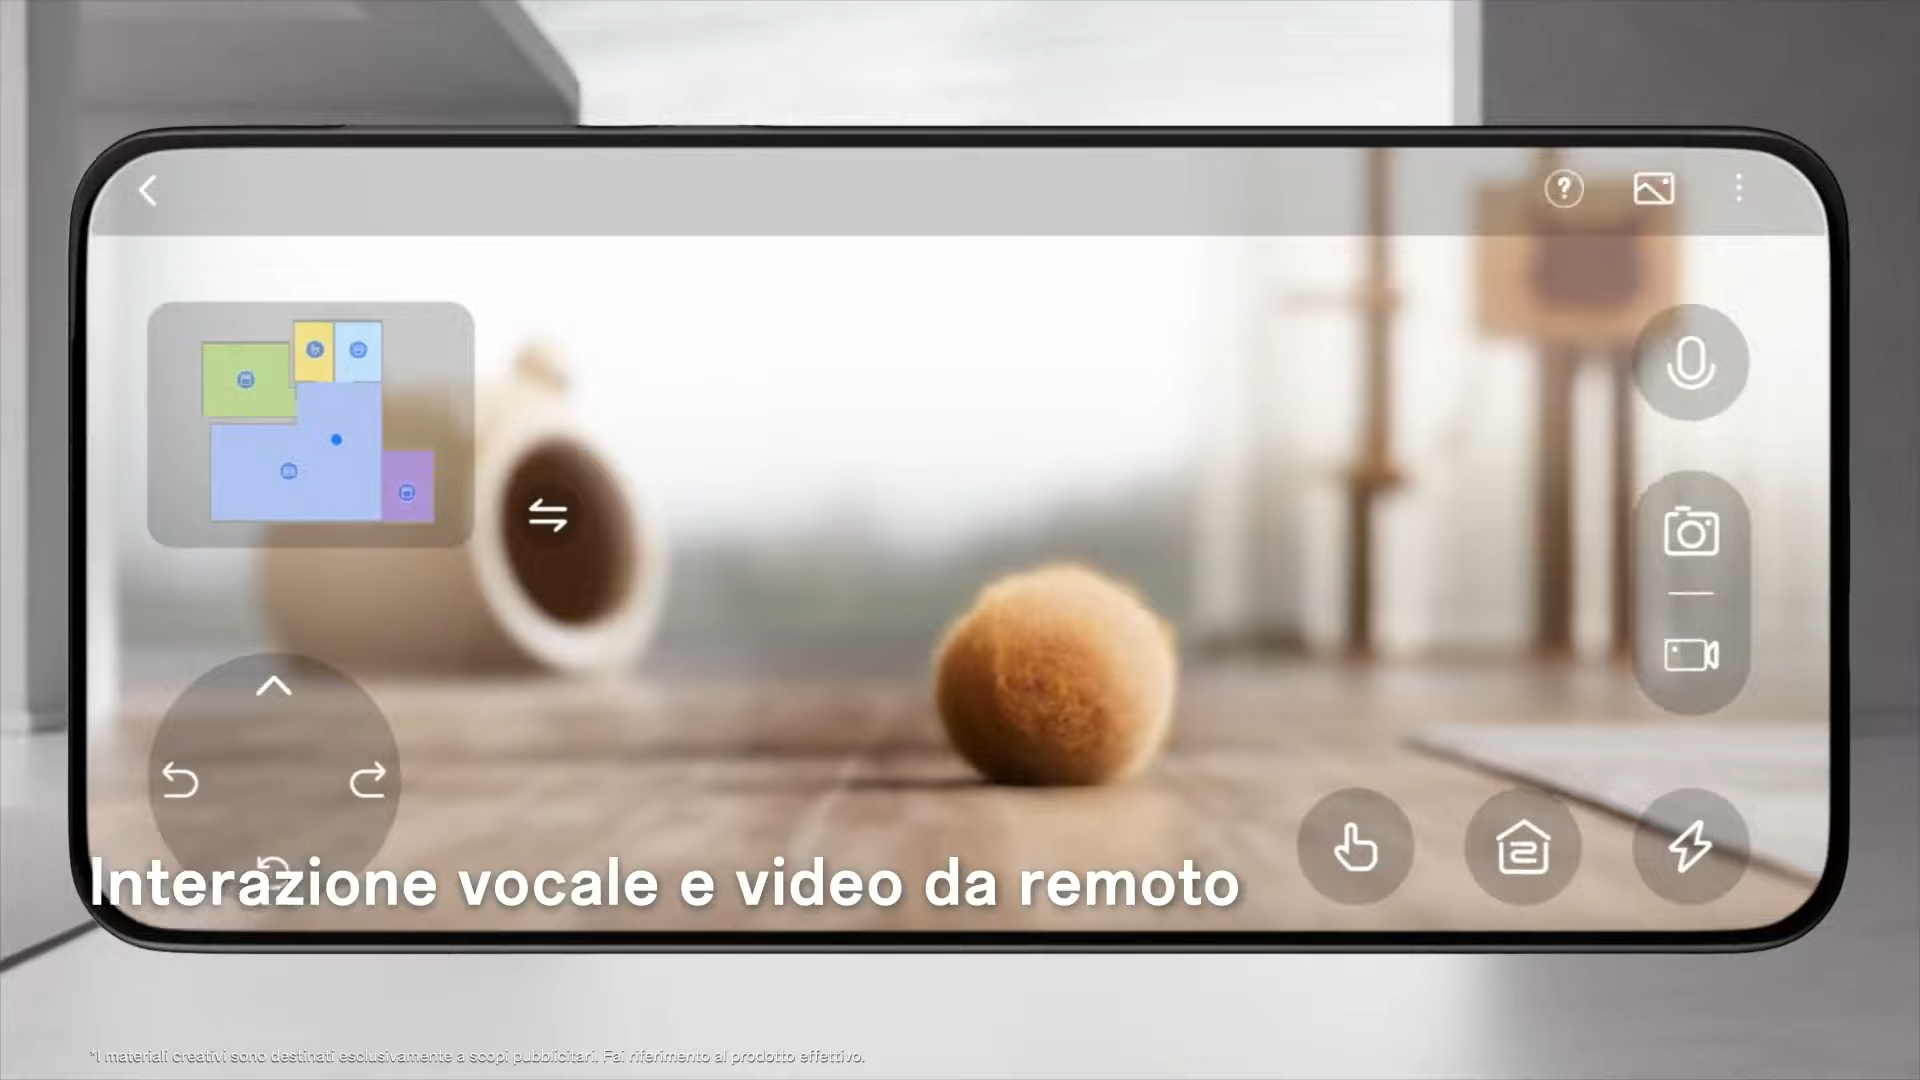 Interazione vocale e video da remoto
*I materiali creativi sono destinati esclusivamente a scopi pubblicitari. Fai riferimento al prodotto effettivo.